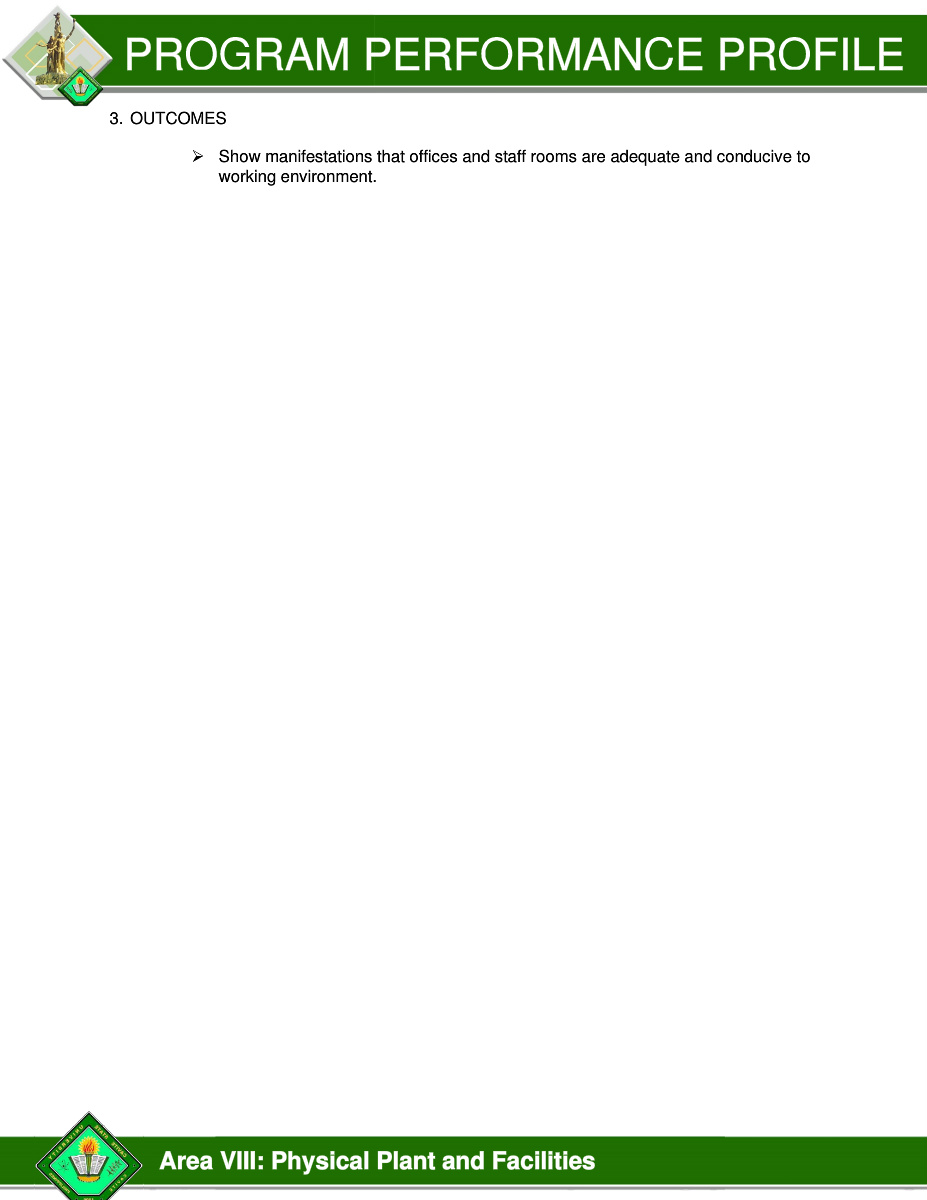 PROGRAM PERFORMANCE PROFILE
3. OUTCOMES
➢ Show manifestations that offices and staff rooms are adequate and conducive to
working environment.
Area VIII: Physical Plant and Facilities